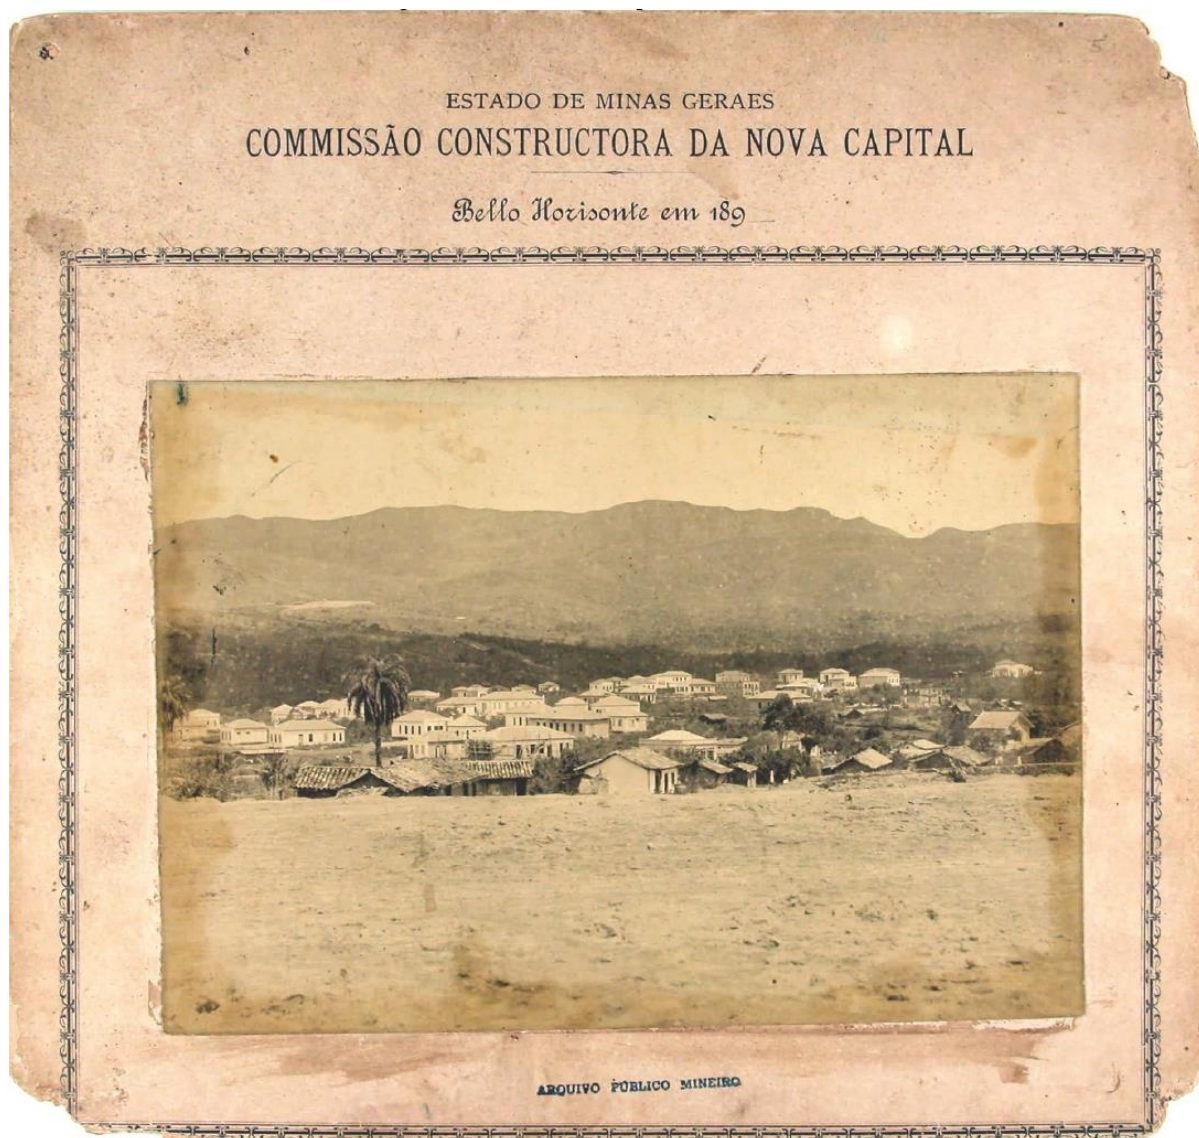 ESTADO DE MINAS GERAES
COMMISSÃO CONSTRUCTORA DA NOVA CAPITAL
Bello Horisonte em 189
ARQUIVO PÚBLICO MINEIRO